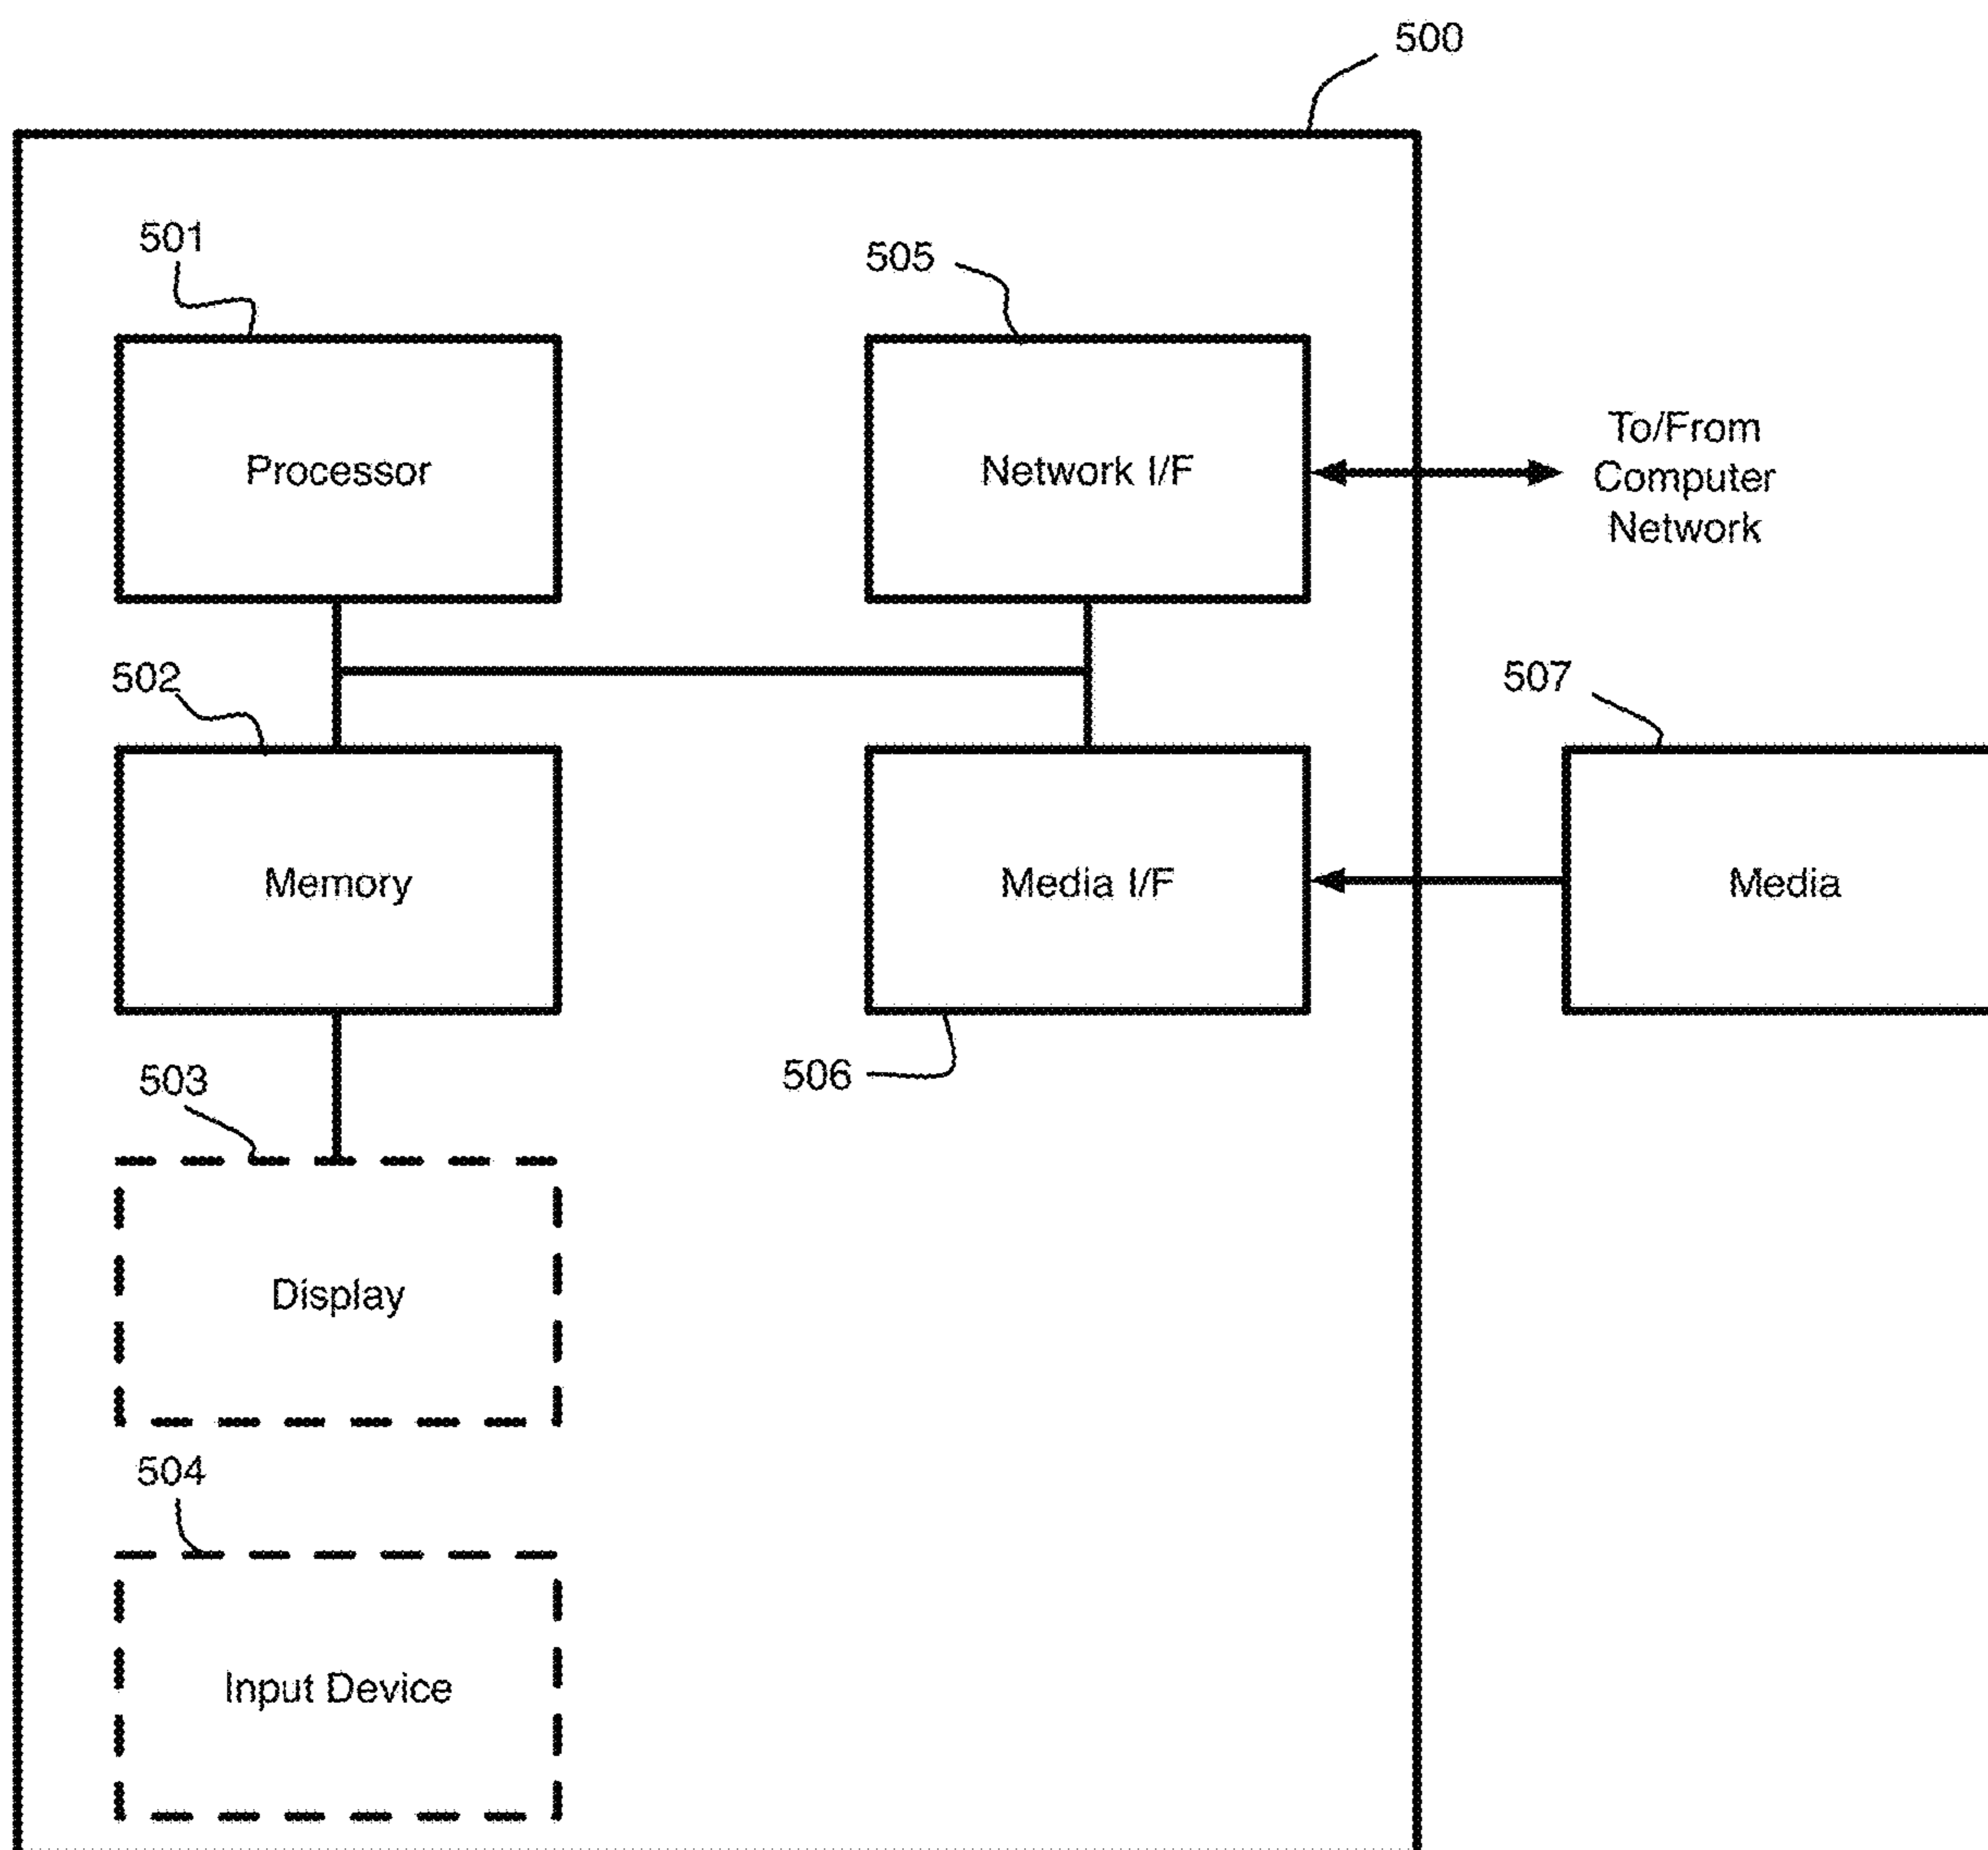 500
501
505
Processor
Network I/F
To/From
Computer
Network
502
507
Memory
Media I/F
Media
503
506
Display
504
Input Device